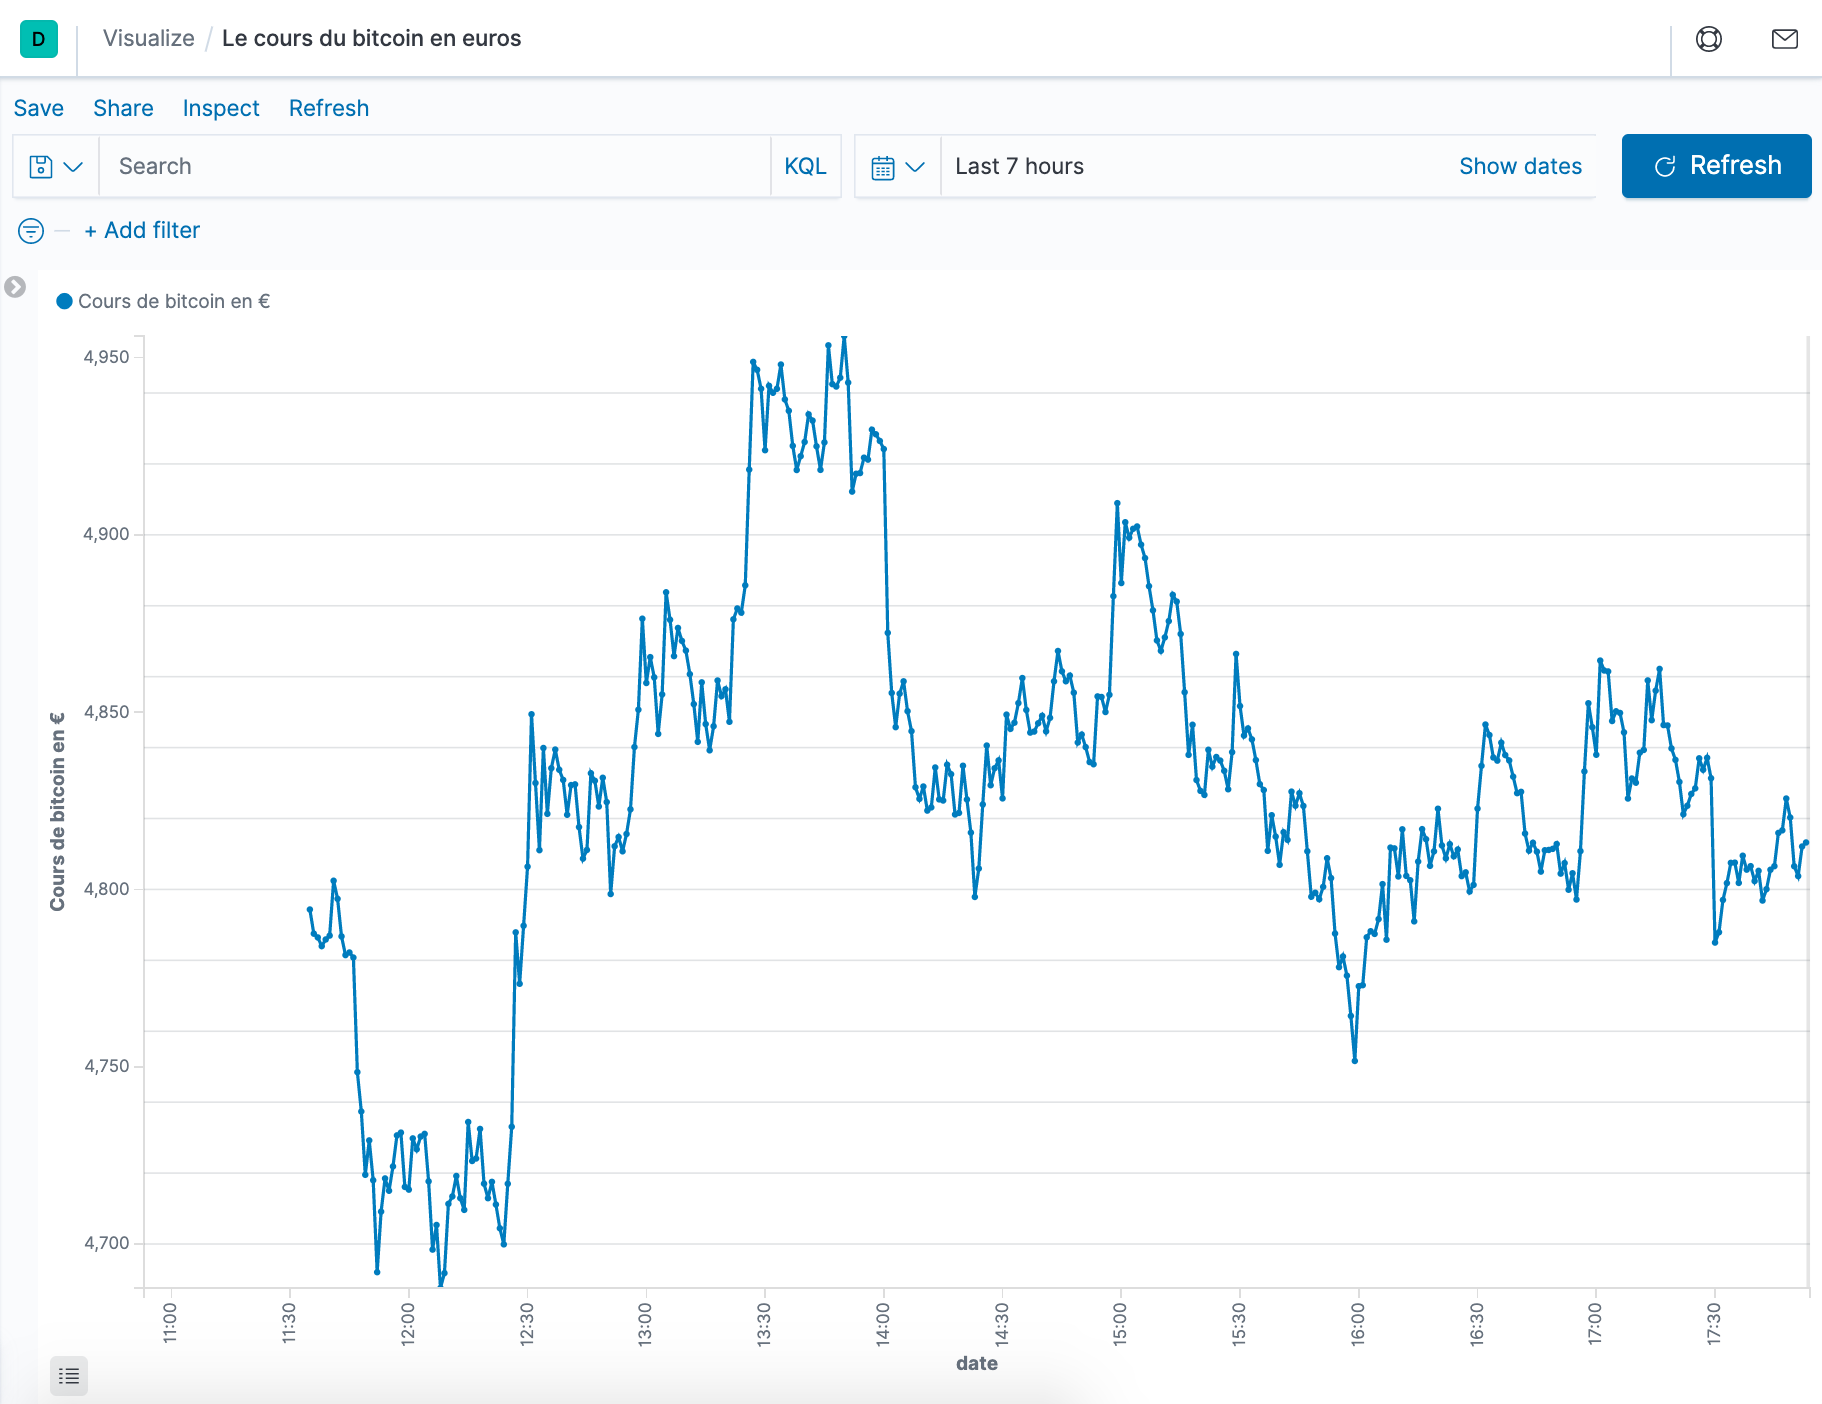 D
Visualize / Le cours du bitcoin en euros
Save Share Inspect Refresh
Search KQL Last 7 hours Show dates Refresh
+ Add filter
Cours de bitcoin en €
4,950
4,900
4,850
4,800
4,750
4,700
Cours de bitcoin en €
11:00 11:30 12:00 12:30 13:00 13:30 14:00 14:30 15:00 15:30 16:00 16:30 17:00 17:30
date